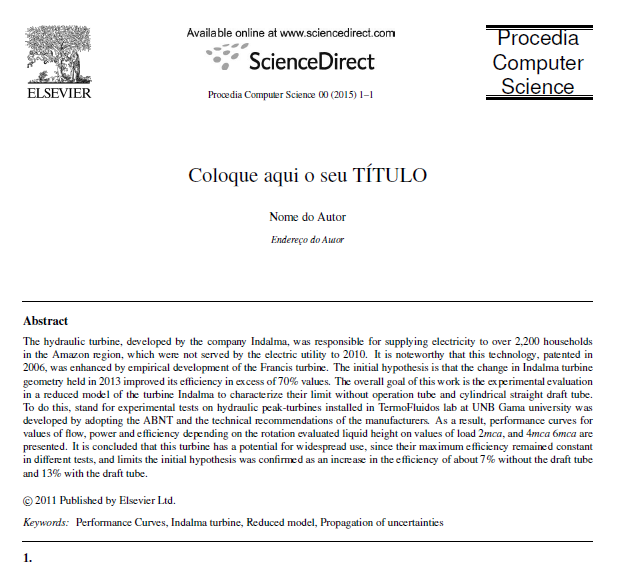 Available online at www.sciencedirect.com
ScienceDirect
ELSEVIER
Procedia Computer Science 00 (2015) 1–1
Procedia
Computer
Science
Coloque aqui o seu TÍTULO
Nome do Autor
Endereço do Autor
Abstract
The hydraulic turbine, developed by the company Indalma, was responsible for supplying electricity to over 2,200 households
in the Amazon region, which were not served by the electric utility to 2010. It is noteworthy that this technology, patented in
2006, was enhanced by empirical development of the Francis turbine. The initial hypothesis is that the change in Indalma turbine
geometry held in 2013 improved its efficiency in excess of 70% values. The overall goal of this work is the experimental evaluation
in a reduced model of the turbine Indalma to characterize their limit without operation tube and cylindrical straight draft tube.
To do this, stand for experimental tests on hydraulic peak-turbines installed in TermoFluidos lab at UNB Gama university was
developed by adopting the ABNT and the technical recommendations of the manufacturers. As a result, performance curves for
values of flow, power and efficiency depending on the rotation evaluated liquid height on values of load 2mca, and 4mca 6mca are
presented. It is concluded that this turbine has a potential for widespread use, since their maximum efficiency remained constant
in different tests, and limits the initial hypothesis was confirmed as an increase in the efficiency of about 7% without the draft tube
and 13% with the draft tube.
© 2011 Published by Elsevier Ltd.
Keywords: Performance Curves, Indalma turbine, Reduced model, Propagation of uncertainties
1.